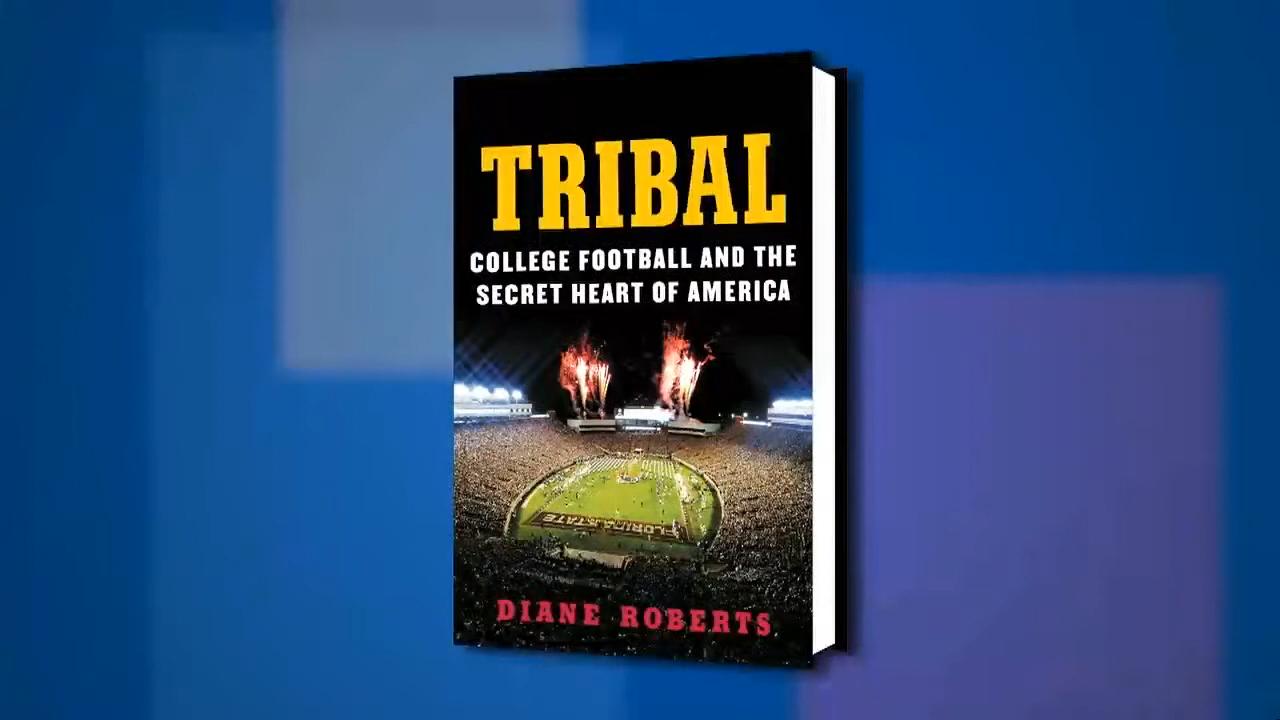 TRIBAL
COLLEGE FOOTBALL AND THE
SECRET HEART OF AMERICA
FLORIDA STATE
DIANE ROBERTS